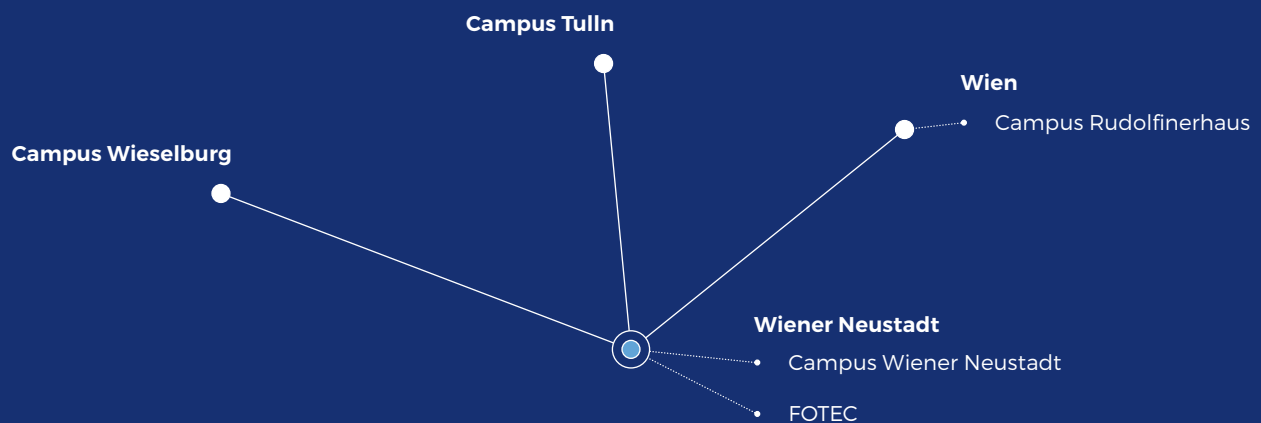 Campus Tulln
Wien
Campus Rudolfinerhaus
Campus Wieselburg
Wiener Neustadt
Campus Wiener Neustadt
FOTEC